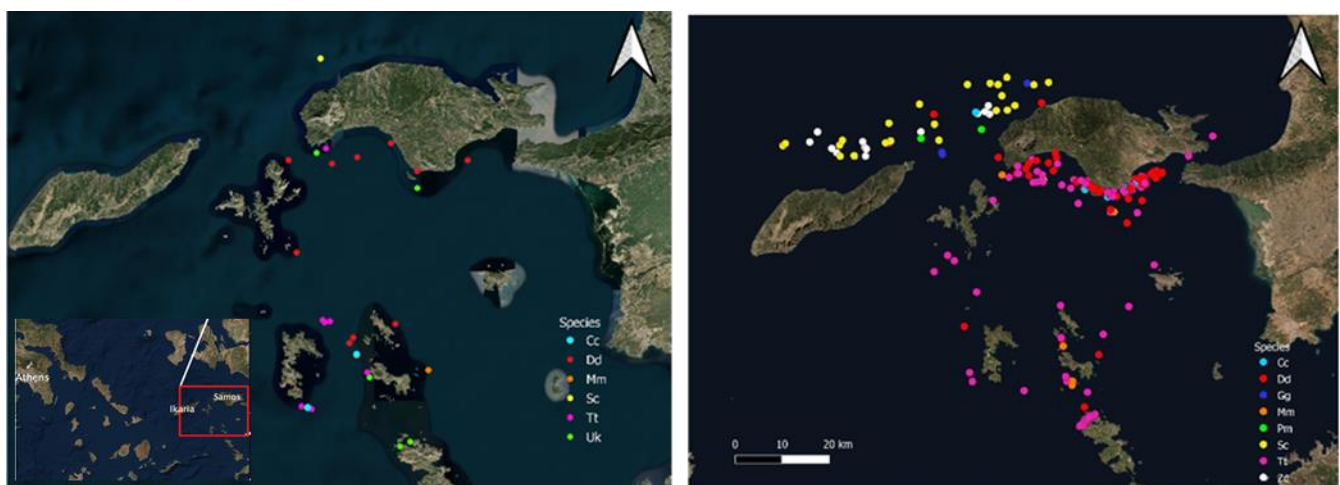 Species
Cc
Dd
Mm
Sc
Tt
Uk
Athens
Ikaria
Samos
Species
Cc
Dd
Gg
Mm
Pm
Sc
Tt
Zc
0 10 20 km